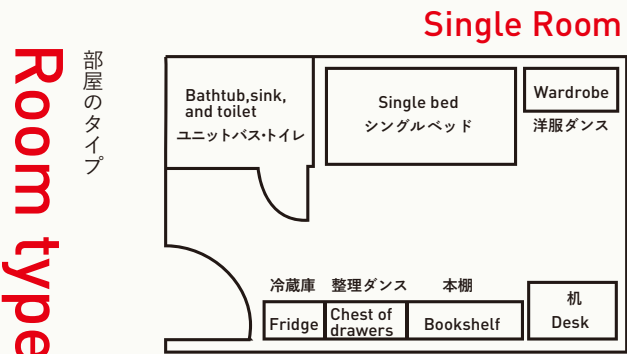 Single Room
部屋のタイプ
Room type
Bathtub,sink,
and toilet
ユニットバス・トイレ
Single bed
シングルベッド
Wardrobe
洋服ダンス
冷蔵庫
整理ダンス
本棚
机
Fridge
Chest of
drawers
Bookshelf
Desk